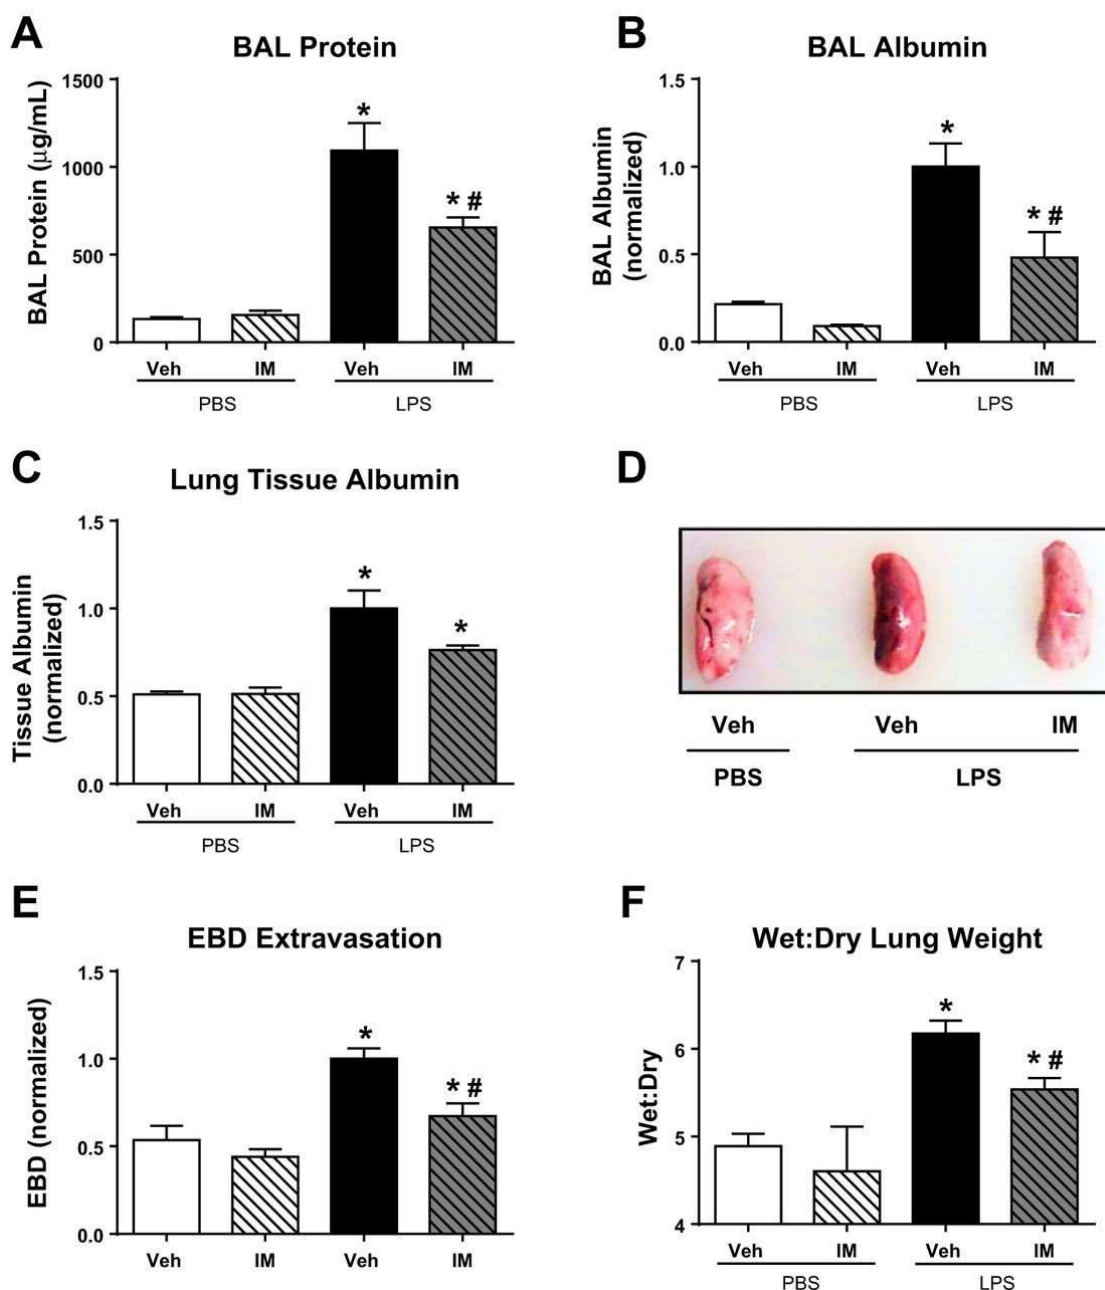 A
BAL Protein
BAL Protein (µg/mL)
1500
1000
500
0
*
* #
Veh IM Veh IM
PBS LPS
B
BAL Albumin
BAL Albumin
(normalized)
1.5
1.0
0.5
0.0
*
* #
Veh IM Veh IM
PBS LPS
C
Lung Tissue Albumin
Tissue Albumin
(normalized)
1.5
1.0
0.5
0.0
*
*
Veh IM Veh IM
PBS LPS
D
Veh Veh IM
PBS LPS
E
EBD Extravasation
EBD (normalized)
1.5
1.0
0.5
0.0
*
* #
Veh IM Veh IM
F
Wet:Dry Lung Weight
Wet:Dry
7
6
5
4
*
* #
Veh IM Veh IM
PBS LPS